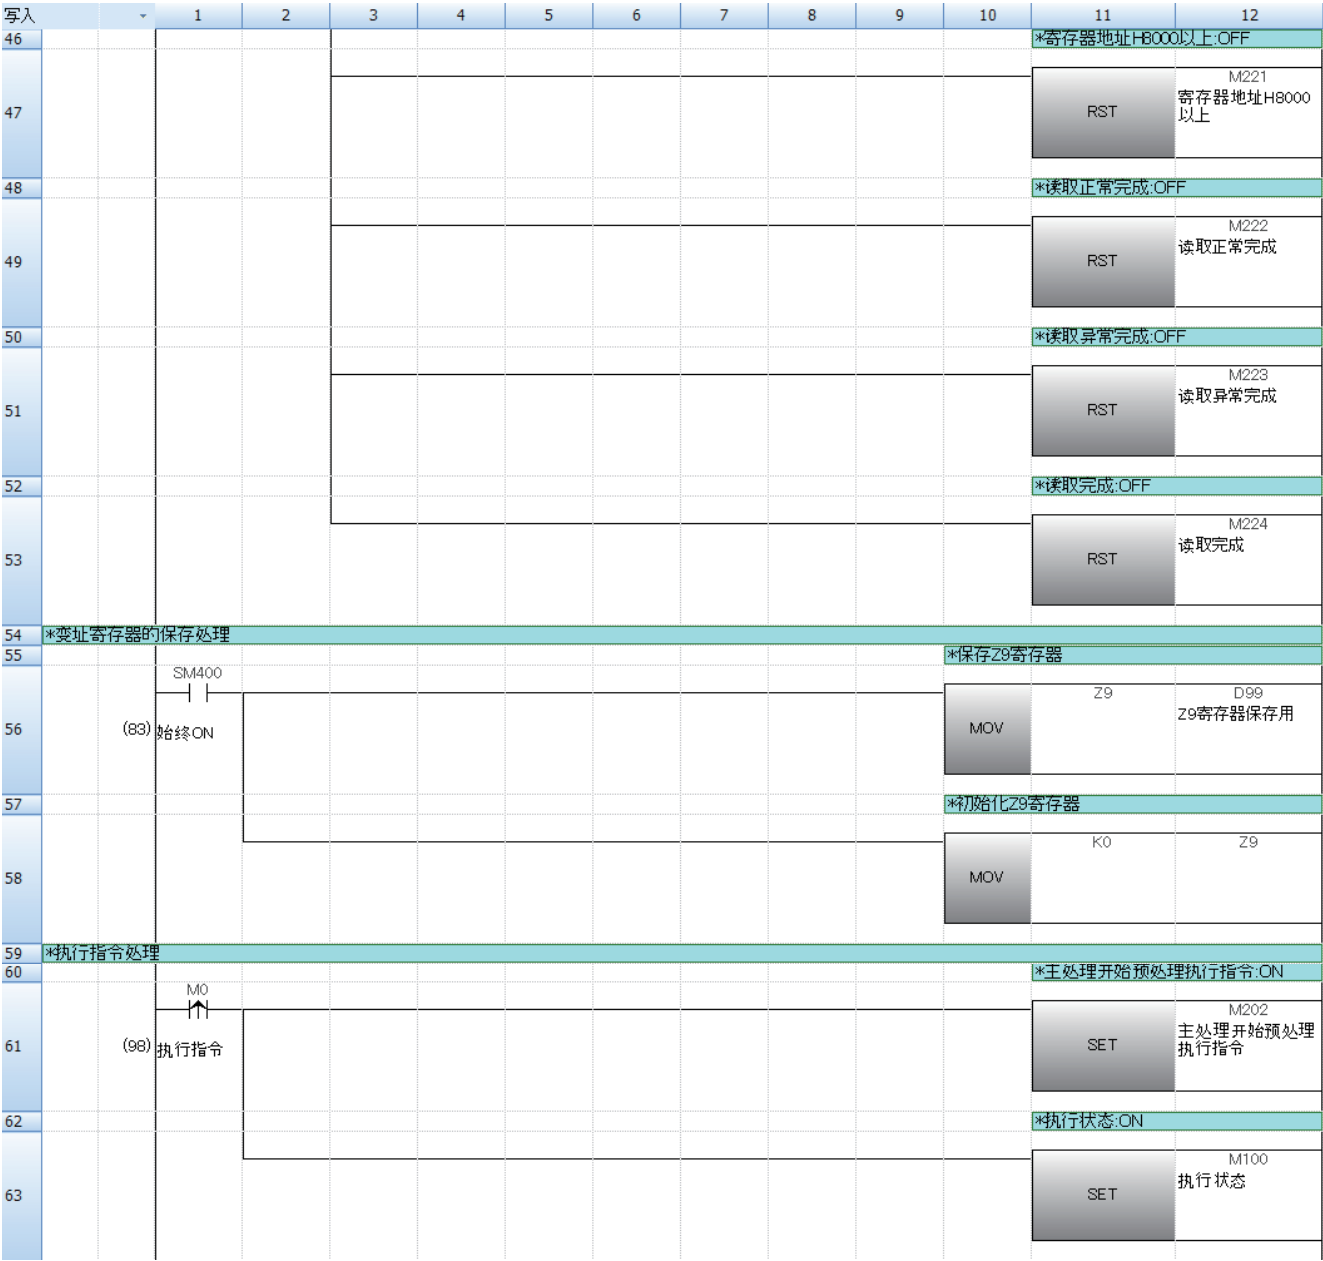 写入 1 2 3 4 5 6 7 8 9 10 11 12
46 *寄存器地址H8000以上:OFF
M221
47 RST 寄存器地址H8000
以上
48 *读取正常完成:OFF
M222
读取正常完成
49 RST
50 *读取异常完成:OFF
M223
读取异常完成
51 RST
52 *读取完成:OFF
M224
读取完成
53 RST
54 *变址寄存器的保存处理
55 *保存Z9寄存器
SM400
Z9 D99
Z9寄存器保存用
56 (83) 始终ON MOV
57 *初始化Z9寄存器
K0 Z9
58 MOV
59 *执行指令处理
60 *主处理开始预处理执行指令:ON
M0
M202
主处理开始预处理
61 (98) 执行指令 SET 执行指令
62 *执行状态:ON
M100
执行状态
63 SET